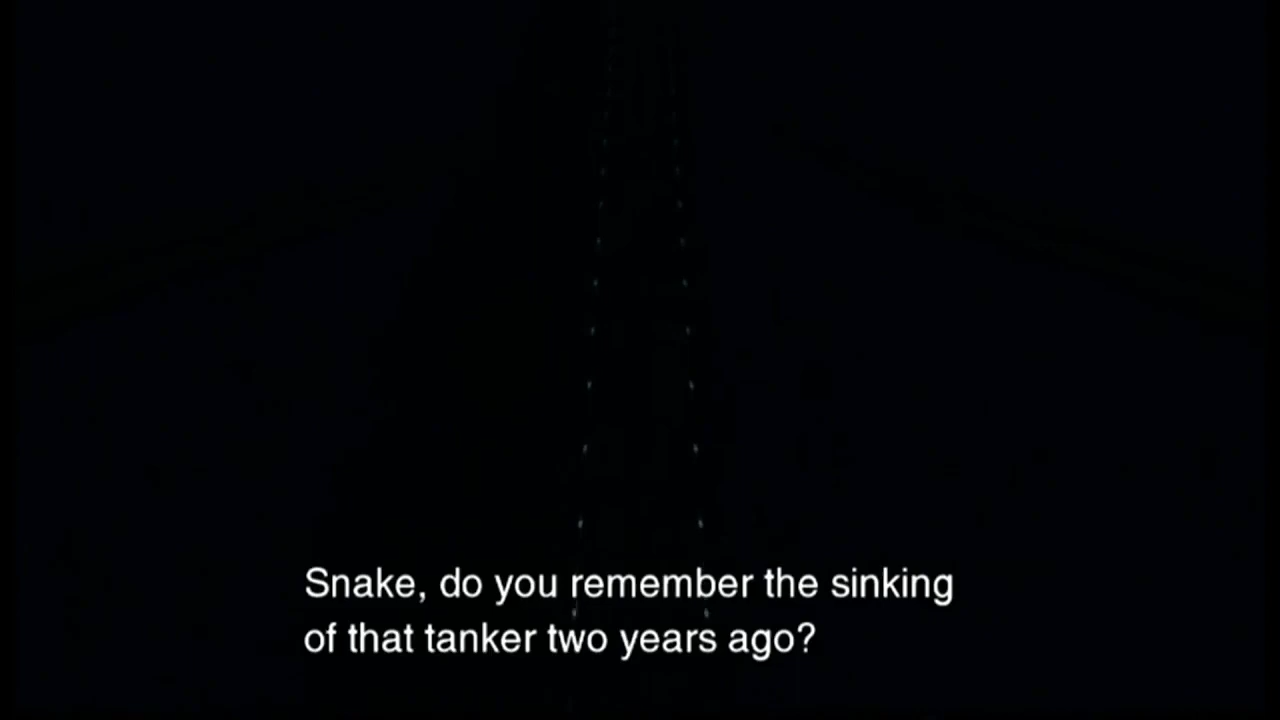 Snake, do you remember the sinking
of that tanker two years ago?